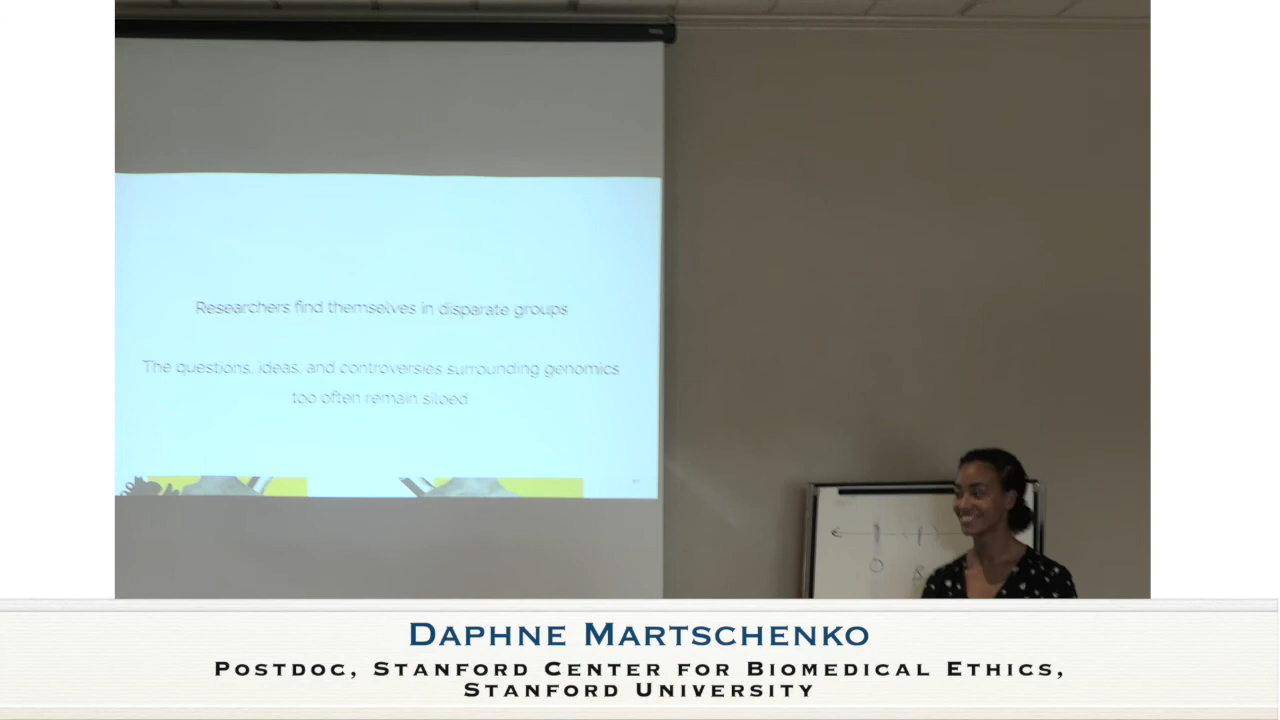 Researchers find themselves in disparate groups
The questions, ideas, and controversies surrounding genomics
too often remain siloed
0
DAPHNE MARTSCHENKO
POSTDOC, STANFORD CENTER FOR BIOMEDICAL ETHICS,
STANFORD UNIVERSITY